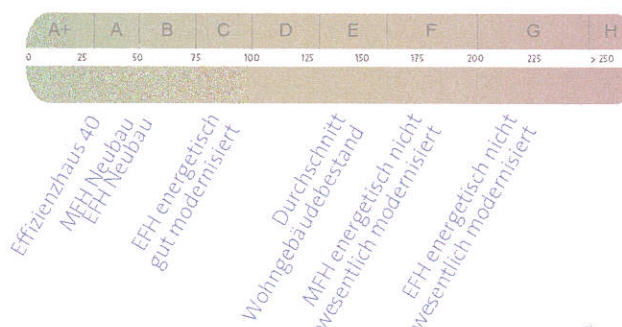 A+ A B C D E F G H
0 25 50 75 100 125 150 175 200 225 > 250
Effizienzhaus 40
MFH Neubau
EFH Neubau
EFH energetisch
gut modernisiert
Durchschnitt
Wohngebäudebestand
MFH energetisch nicht
wesentlich modernisiert
EFH energetisch nicht
wesentlich modernisiert